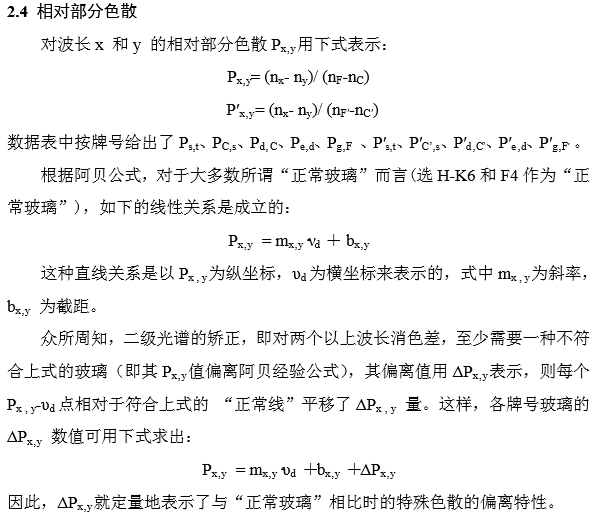 2.4 相对部分色散
对波长 x 和 y 的相对部分色散 Px,y用下式表示：
Px,y= (nx- ny)/ (nF-nC)
P′x,y= (nx- ny)/ (nF′-nC′)
数据表中按牌号给出了 Ps,t、PC,s、Pd,C、Pe,d、Pg,F 、P′s,t、P′C′,s、P′d,C′、P′e,d、P′g,F′ 。
根据阿贝公式，对于大多数所谓“正常玻璃”而言(选 H-K6 和 F4 作为“正
常玻璃”)，如下的线性关系是成立的：
Px,y = mx,y·νd ＋ bx,y
这种直线关系是以 Px,y为纵坐标，υd为横坐标来表示的，式中 mx,y为斜率，
bx,y 为截距。
众所周知，二级光谱的矫正，即对两个以上波长消色差，至少需要一种不符
合上式的玻璃（即其 Px,y值偏离阿贝经验公式），其偏离值用 ΔPx,y表示，则每个
Px,y-υd 点相对于符合上式的 “正常线”平移了 ΔPx,y 量。这样，各牌号玻璃的
ΔPx,y 数值可用下式求出：
Px,y = mx,y·υd ＋bx,y ＋ΔPx,y
因此，ΔPx,y就定量地表示了与“正常玻璃”相比时的特殊色散的偏离特性。